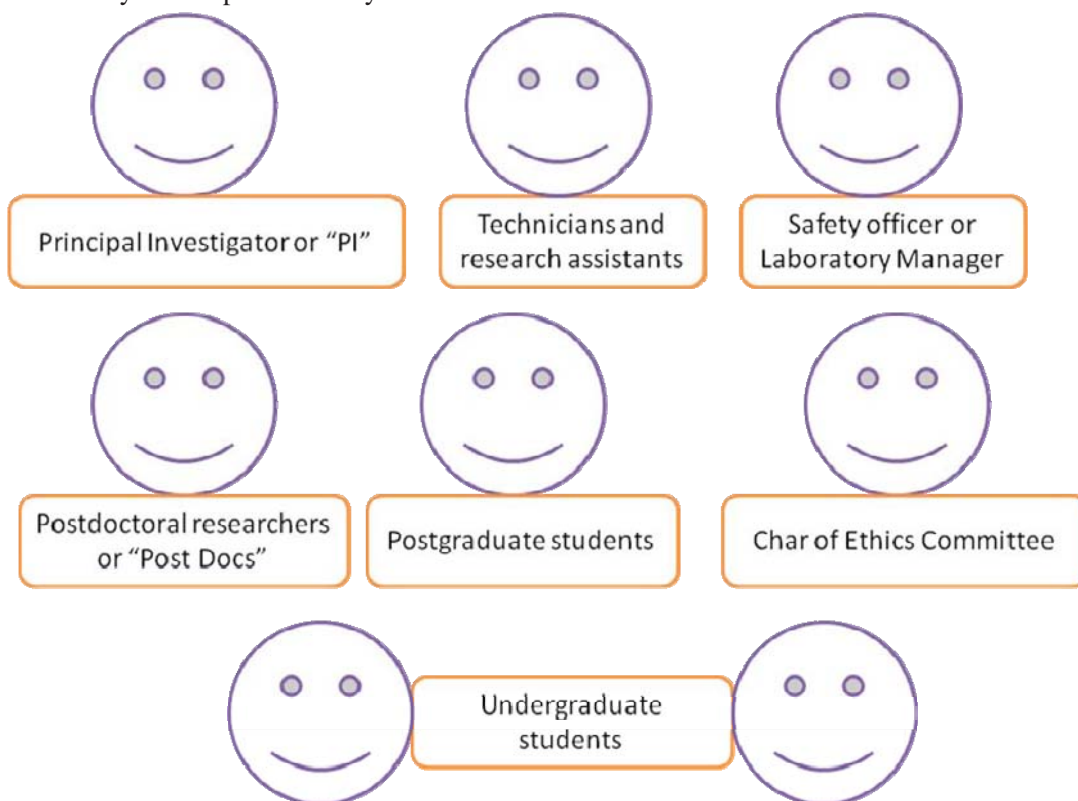 Principal Investigator or “PI”
Technicians and
research assistants
Safety officer or
Laboratory Manager
Postdoctoral researchers
or “Post Docs”
Postgraduate students
Char of Ethics Committee
Undergraduate
students